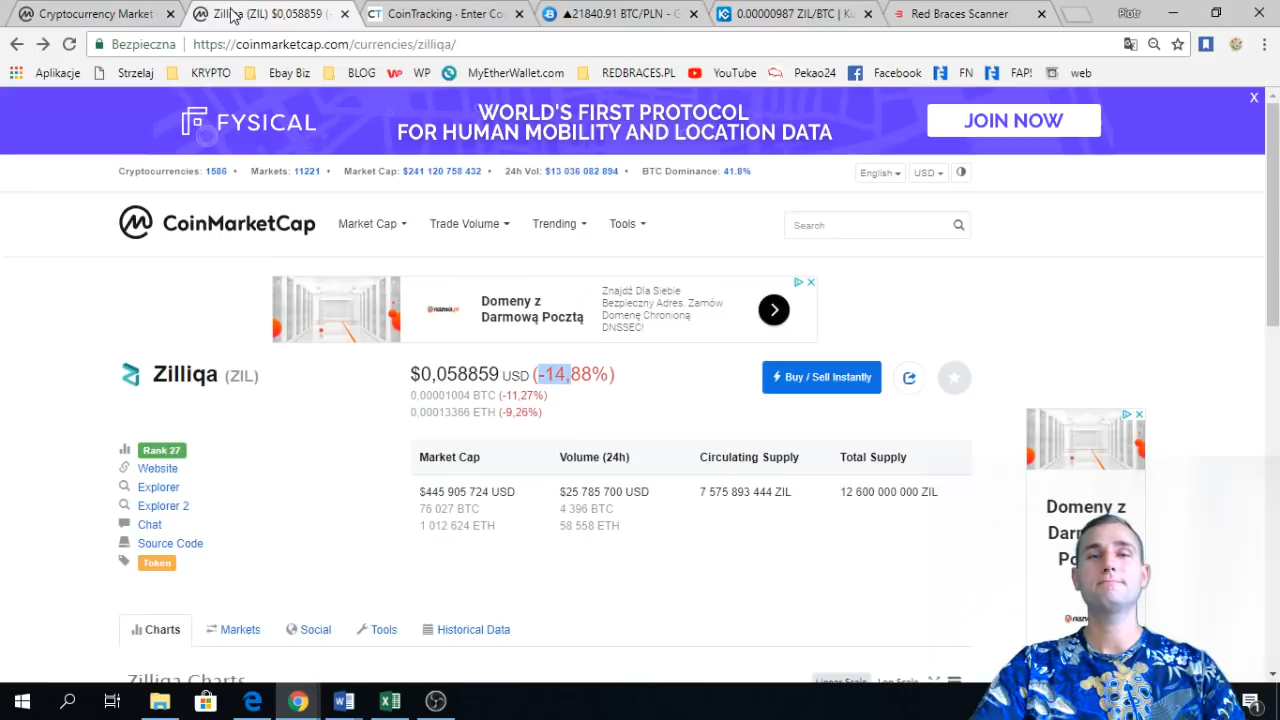 Cryptocurrency Market
Zilliqa (ZIL) $0,058859
CoinTracking · Enter Co
▲21840.91 BTC/PLN - G
0.00000987 ZIL/BTC | Ku
Red Braces Scanner
Piotr
Bezpieczna
https://coinmarketcap.com/currencies/zilliqa/
Aplikacje
Strzelaj
KRYPTO
Ebay Biz
BLOG
WP
MyEtherWallet.com
REDBRACES.PL
YouTube
Pekao24
Facebook
FN
FAP!
web
FYSICAL
WORLD'S FIRST PROTOCOL
FOR HUMAN MOBILITY AND LOCATION DATA
JOIN NOW
X
Cryptocurrencies: 1586 • Markets: 11221 • Market Cap: $241 120 758 432 • 24h Vol: $13 036 082 894 • BTC Dominance: 41.8%
English
USD
CoinMarketCap
Market Cap
Trade Volume
Trending
Tools
Search
Domeny z
Darmową Pocztą
Znajdź Dla Siebie
Bezpieczny Adres. Zamów
Domenę Chronioną
DNSSEC!
Zilliqa (ZIL)
$0,058859 USD (-14,88%)
0,00001004 BTC (-11,27%)
0,00013366 ETH (-9,26%)
Buy / Sell Instantly
Rank 27
Website
Explorer
Explorer 2
Chat
Source Code
Token
Market Cap
Volume (24h)
Circulating Supply
Total Supply
$445 905 724 USD
$25 785 700 USD
7 575 893 444 ZIL
12 600 000 000 ZIL
76 027 BTC
4 396 BTC
1 012 624 ETH
58 558 ETH
Domeny z
Charts
Markets
Social
Tools
Historical Data
Zilliqa Charts
Linear Scale
Log Scale